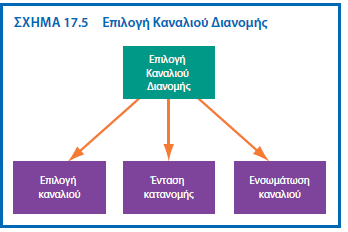 ΣΧΗΜΑ 17.5 Επιλογή Καναλιού Διανομής
Επιλογή
Καναλιού
Διανομής
Επιλογή
καναλιού
Ένταση
κατανομής
Ενσωμάτωση
καναλιού